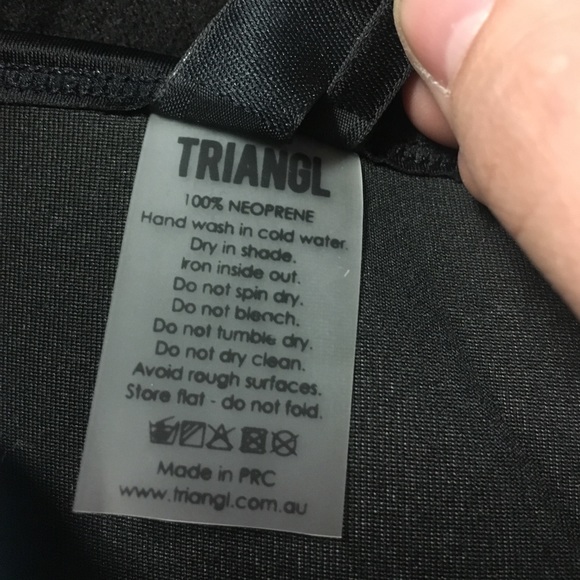 TRIANGL
100% NEOPRENE
Hand wash in cold water.
Dry in shade.
Iron inside out.
Do not spin dry.
Do not bleach.
Do not tumble dry.
Do not dry clean.
Avoid rough surfaces.
Store flat - do not fold.
Made in PRC
www.triangl.com.au